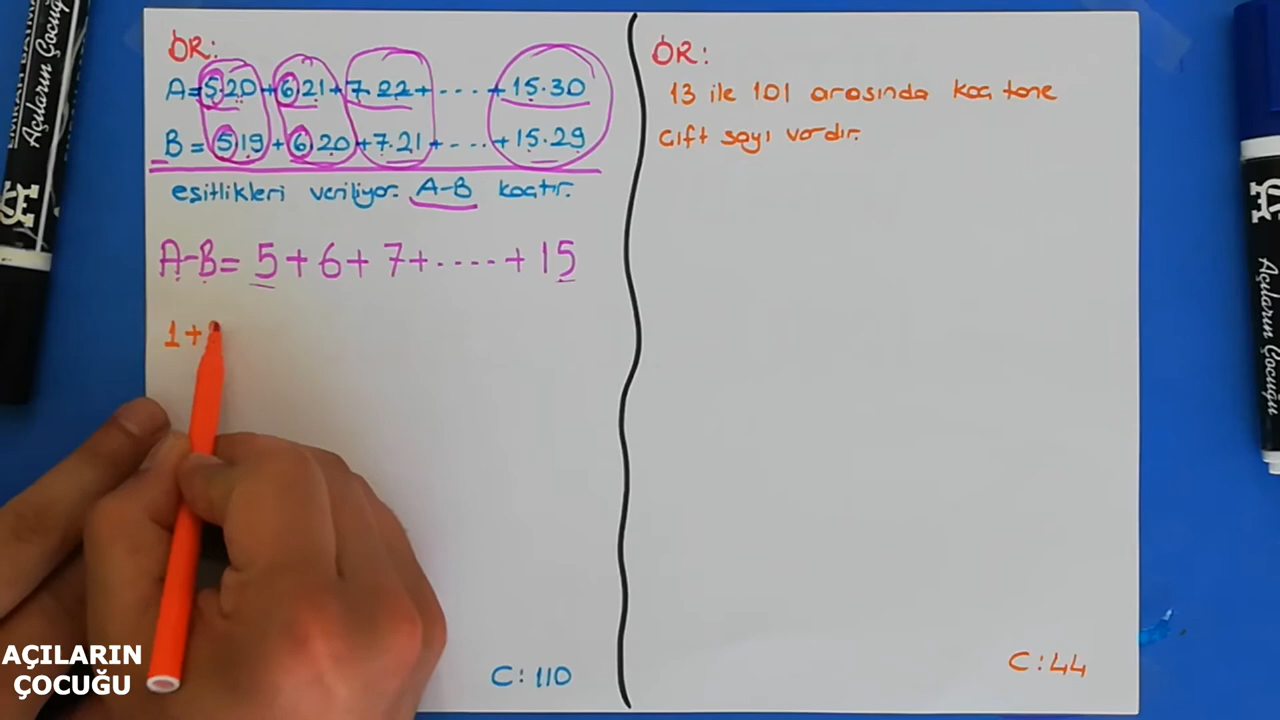 ÖR:
A=5.20+6.21+7.22+....+15.30
B=5.19+6.20+7.21+....+15.29
eşitlikleri veriliyor. A-B kaçtır.
A-B= 5+6+7+.....+15
1+
C:110
ÖR:
13 ile 101 arasında kaç tane
çift sayı vardır.
C:44
Açıların Çocuğu
Açıların Çocuğu
AÇILARIN
ÇOCUĞU